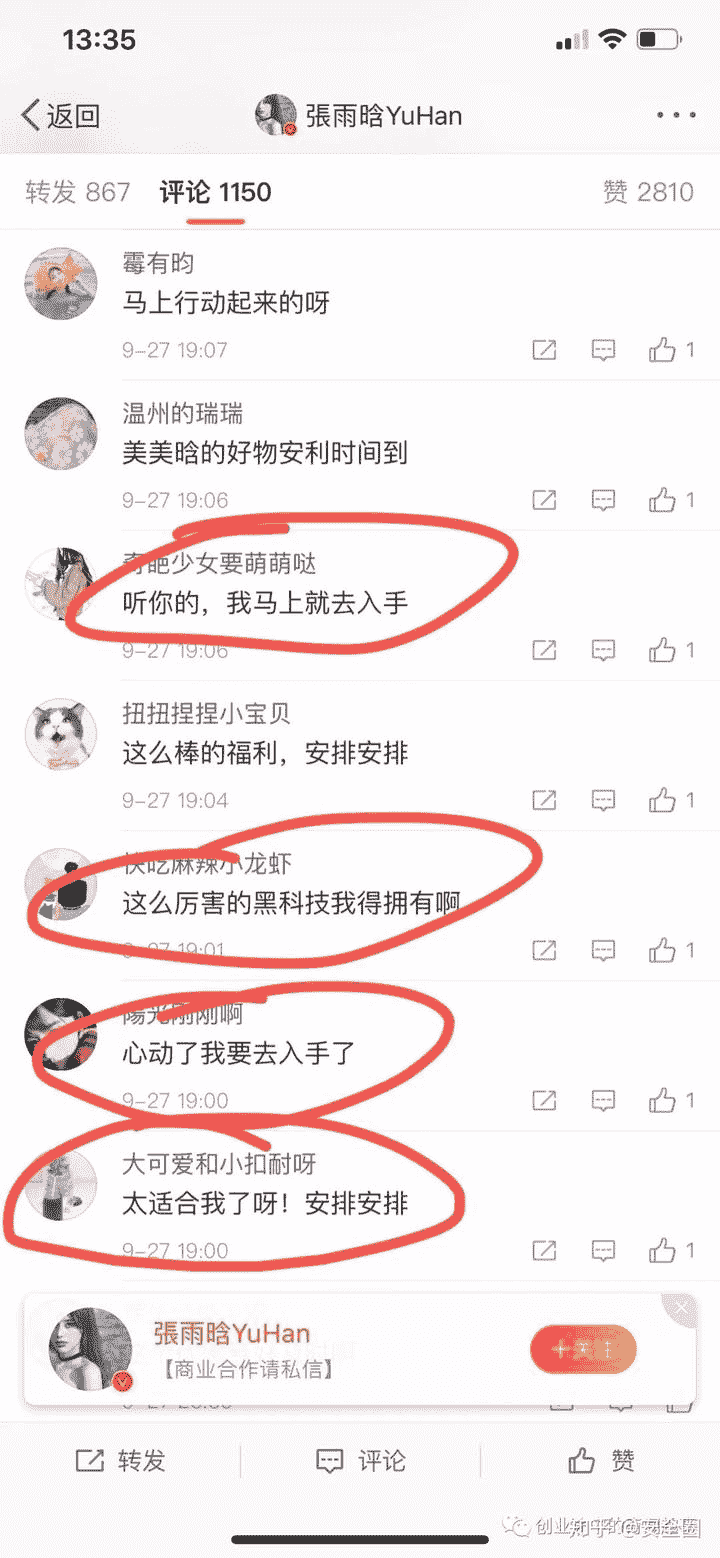 13:35
返回
張雨晗YuHan
转发 867
评论 1150
赞 2810
霉有昀
马上行动起来的呀
9-27 19:07
1
温州的瑞瑞
美美晗的好物安利时间到
9-27 19:06
1
奇葩少女要萌萌哒
听你的，我马上就去入手
9-27 19:06
1
扭扭捏捏小宝贝
这么棒的福利，安排安排
9-27 19:04
1
快吃麻辣小龙虾
这么厉害的黑科技我得拥有啊
9-27 19:01
1
陽光刚刚啊
心动了我要去入手了
9-27 19:00
1
大可爱和小扣耐呀
太适合我了呀！安排安排
9-27 19:00
1
張雨晗YuHan
【商业合作请私信】
转发
评论
赞